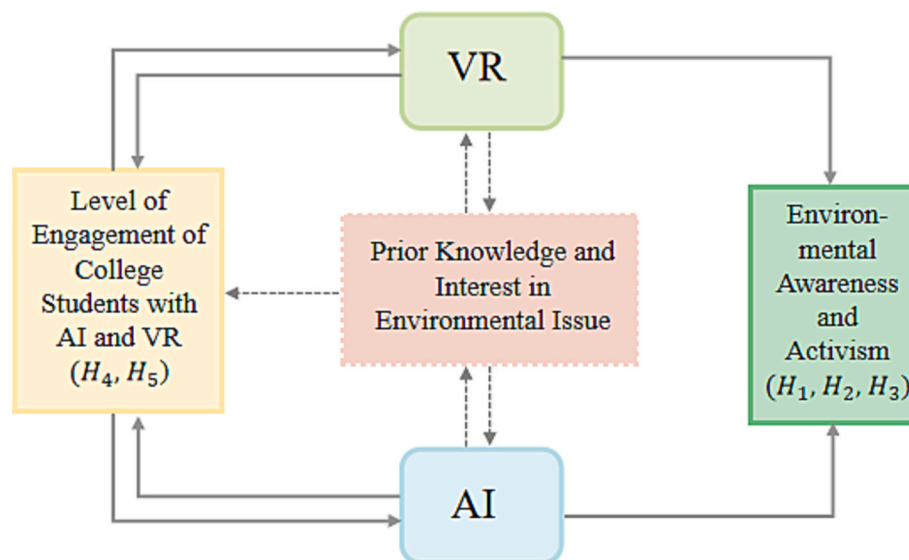 VR
Level of
Engagement of
College
Students with
AI and VR
(H₄, H₅)
Prior Knowledge and
Interest in
Environmental Issue
Environ-
mental
Awareness
and
Activism
(H₁, H₂, H₃)
AI